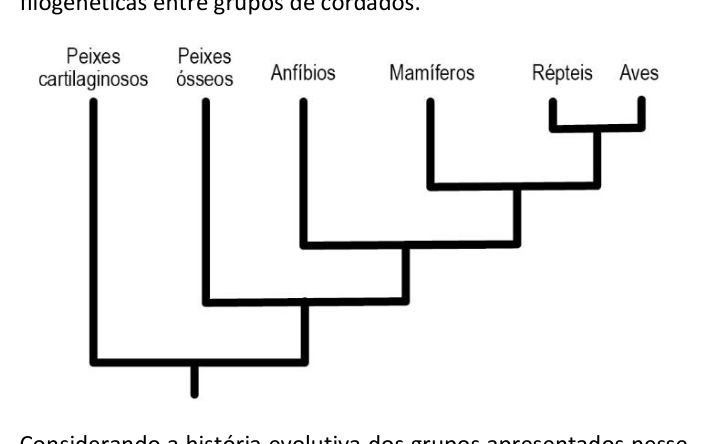 filogenéticas entre grupos de cordados.
Peixes
cartilaginosos
Peixes
ósseos
Anfíbios
Mamíferos
Répteis
Aves
Considerando a história evolutiva dos grupos apresentados nesse